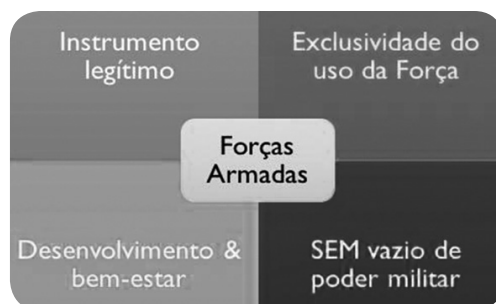 Instrumento
legítimo
Exclusividade do
uso da Força
Forças
Armadas
Desenvolvimento &
bem-estar
SEM vazio de
poder militar